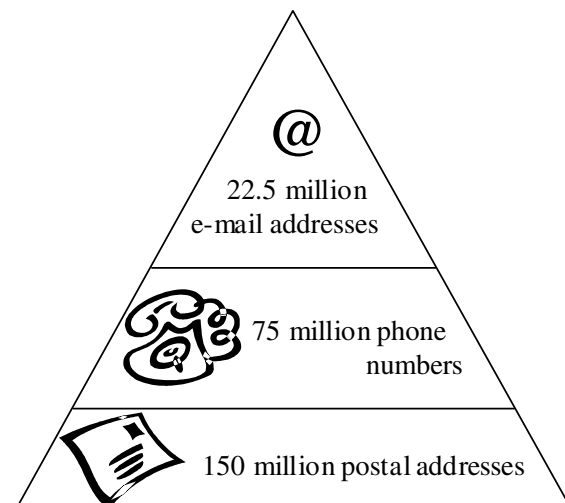 @
22.5 million
e-mail addresses
75 million phone
numbers
150 million postal addresses